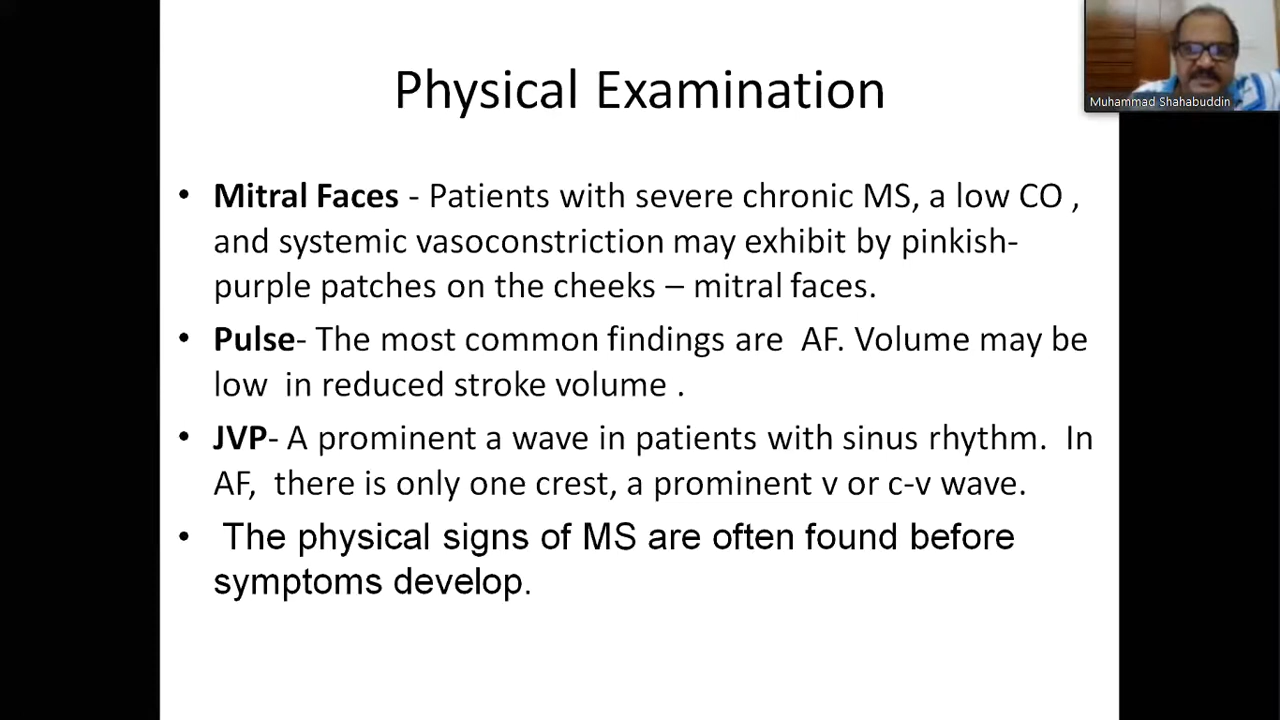 Physical Examination
Muhammad Shahabuddin
• Mitral Faces - Patients with severe chronic MS, a low CO ,
and systemic vasoconstriction may exhibit by pinkish-
purple patches on the cheeks – mitral faces.
• Pulse- The most common findings are  AF. Volume may be
low  in reduced stroke volume .
• JVP- A prominent a wave in patients with sinus rhythm.  In
AF,  there is only one crest, a prominent v or c-v wave.
• The physical signs of MS are often found before
symptoms develop.